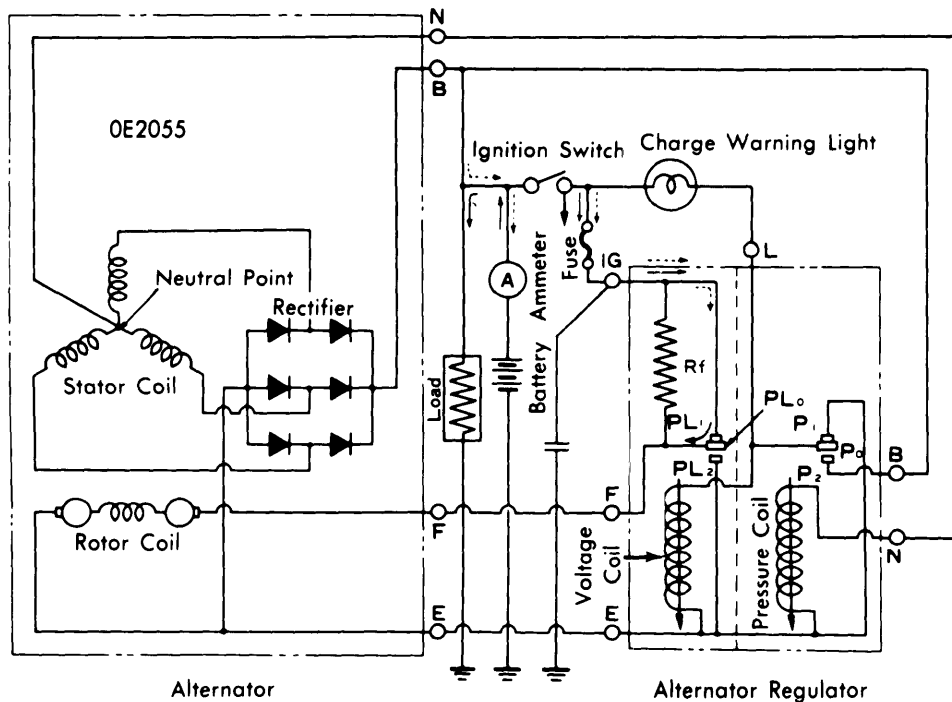 N
B
OE2055
Ignition Switch
Charge Warning Light
L
Neutral Point
Rectifier
Stator Coil
A
Ammeter
Battery
Fuse
IG
Load
Rf
PL₀
PL₁
P₁
P₀
B
PL₂
P₂
F
F
Rotor Coil
Voltage Coil
Pressure Coil
N
E
E
Alternator
Alternator Regulator